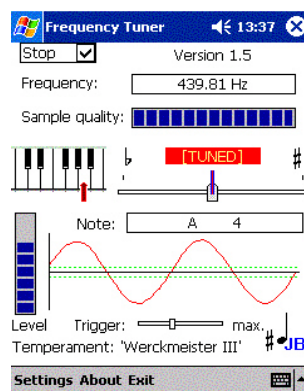 Frequency Tuner 13:37
Stop Version 1.5
Frequency: 439.81 Hz
Sample quality:
♭ [TUNED] #
Note: A 4
Level Trigger: max.
Temperament: 'Werckmeister III' JB
Settings About Exit